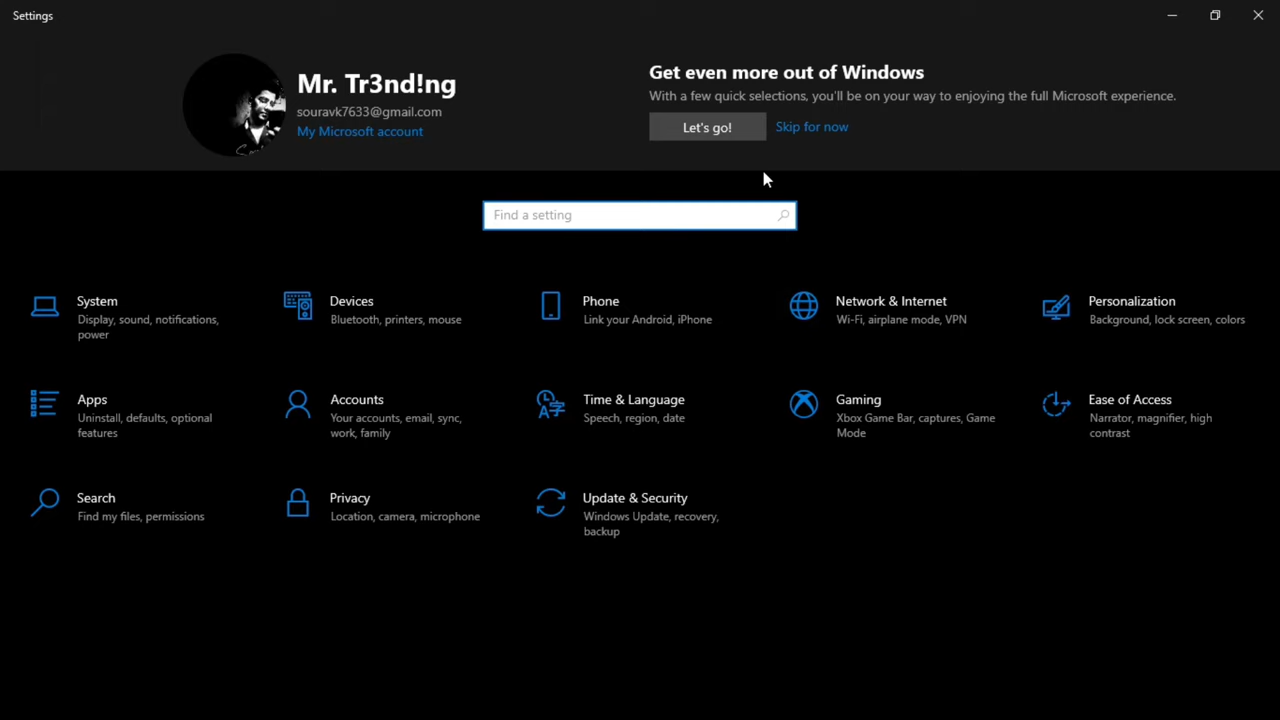 Settings
Mr. Tr3nd!ng
souravk7633@gmail.com
My Microsoft account
Get even more out of Windows
With a few quick selections, you'll be on your way to enjoying the full Microsoft experience.
Let's go!
Skip for now
Find a setting
System
Display, sound, notifications,
power
Devices
Bluetooth, printers, mouse
Phone
Link your Android, iPhone
Network & Internet
Wi-Fi, airplane mode, VPN
Personalization
Background, lock screen, colors
Apps
Uninstall, defaults, optional
features
Accounts
Your accounts, email, sync,
work, family
Time & Language
Speech, region, date
Gaming
Xbox Game Bar, captures, Game
Mode
Ease of Access
Narrator, magnifier, high
contrast
Search
Find my files, permissions
Privacy
Location, camera, microphone
Update & Security
Windows Update, recovery,
backup